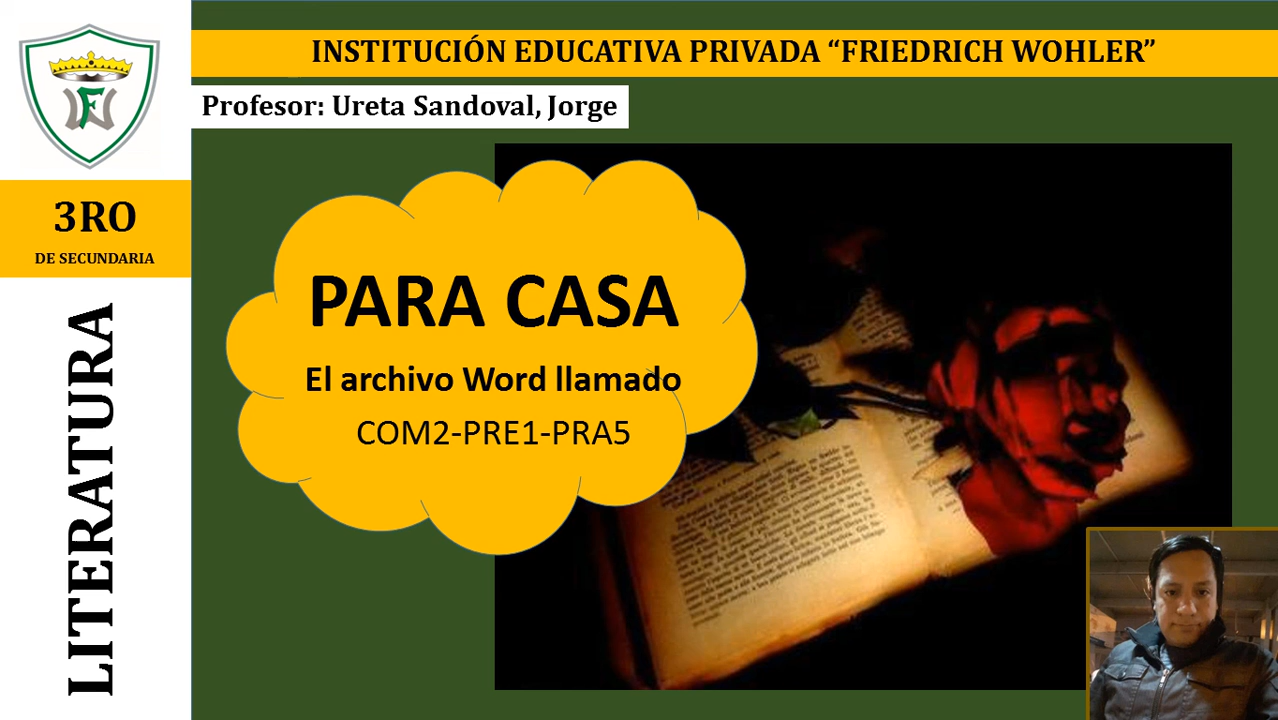 INSTITUCIÓN EDUCATIVA PRIVADA “FRIEDRICH WOHLER”
Profesor: Ureta Sandoval, Jorge
3RO
DE SECUNDARIA
LITERATURA
PARA CASA
El archivo Word llamado
COM2-PRE1-PRA5